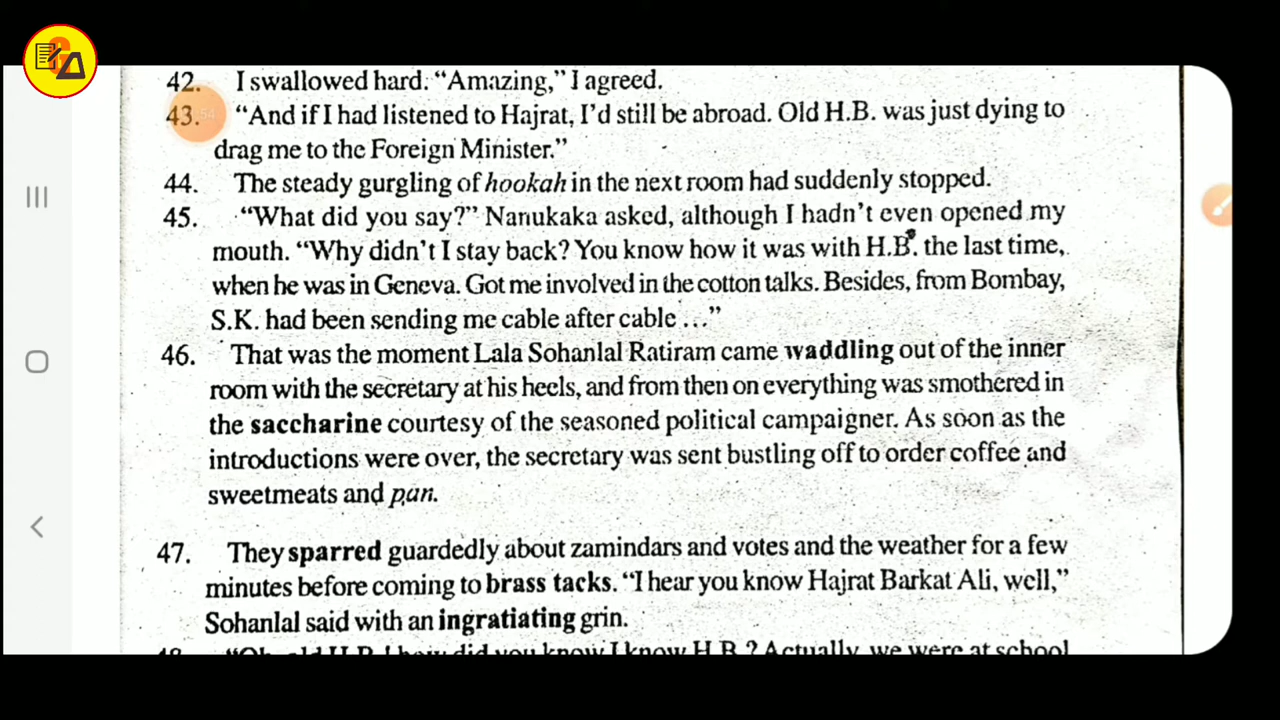 42. I swallowed hard. “Amazing,” I agreed.
43. “And if I had listened to Hajrat, I’d still be abroad. Old H.B. was just dying to
drag me to the Foreign Minister.”
44. The steady gurgling of hookah in the next room had suddenly stopped.
45. “What did you say?” Nanukaka asked, although I hadn’t even opened my
mouth. “Why didn’t I stay back? You know how it was with H.B. the last time,
when he was in Geneva. Got me involved in the cotton talks. Besides, from Bombay,
S.K. had been sending me cable after cable ...”
46. That was the moment Lala Sohanlal Ratiram came waddling out of the inner
room with the secretary at his heels, and from then on everything was smothered in
the saccharine courtesy of the seasoned political campaigner. As soon as the
introductions were over, the secretary was sent bustling off to order coffee and
sweetmeats and pan.
47. They sparred guardedly about zamindars and votes and the weather for a few
minutes before coming to brass tacks. “I hear you know Hajrat Barkat Ali, well,”
Sohanlal said with an ingratiating grin.
48. “Oh, old H.B.! how did you know I know H.B.? Actually, we were at school